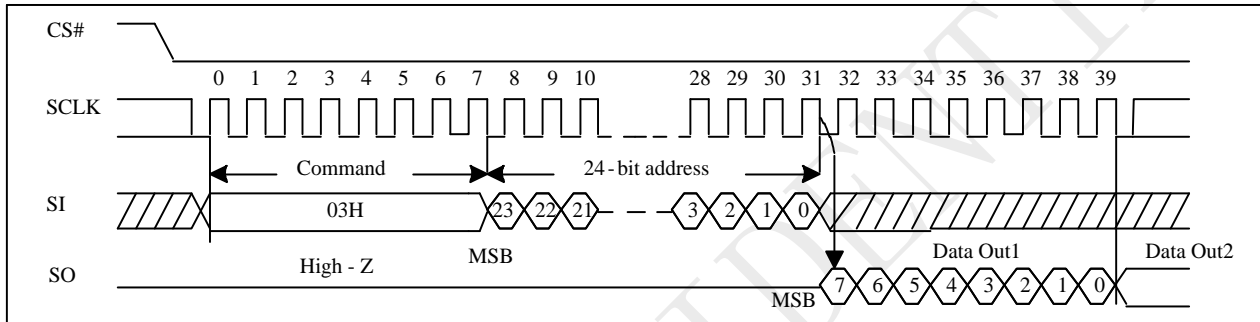 CS#
0 1 2 3 4 5 6 7 8 9 10 28 29 30 31 32 33 34 35 36 37 38 39
SCLK
Command 24-bit address
SI 03H 23 22 21 3 2 1 0
High - Z MSB Data Out1 Data Out2
SO MSB 7 6 5 4 3 2 1 0